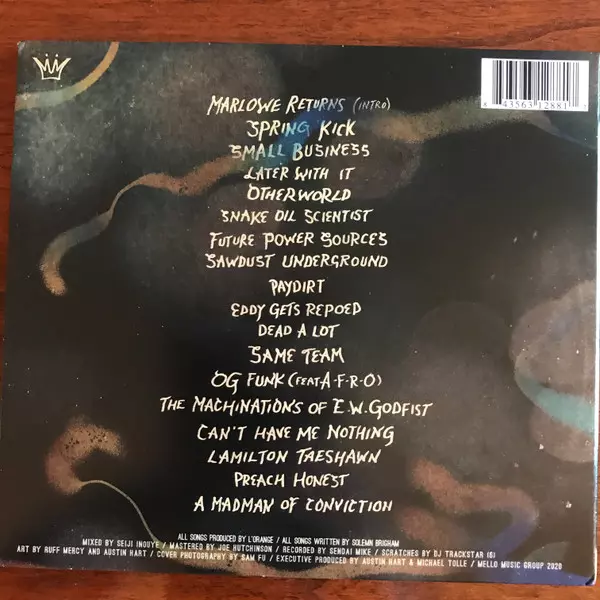 8 43563 12881 3
MARLOWE RETURNS (INTRO)
SPRING KICK
SMALL BUSINESS
LATER WITH IT
OTHERWORLD
SNAKE OIL SCIENTIST
FUTURE POWER SOURCES
SAWDUST UNDERGROUND
PAYDIRT
EDDY GETS REPOED
DEAD A LOT
SAME TEAM
OG FUNK (FEAT A-F-R-O)
THE MACHINATIONS OF E.W. GODFIST
CAN'T HAVE ME NOTHING
LAMILTON TAESHAWN
PREACH HONEST
A MADMAN OF CONVICTION
ALL SONGS PRODUCED BY L'ORANGE / ALL SONGS WRITTEN BY SOLEMN BRIGHAM
MIXED BY SEIJI INOUYE / MASTERED BY JOE HUTCHINSON / RECORDED BY SENDAI MIKE / SCRATCHES BY DJ TRACKSTAR (6)
ART BY RUFF MERCY AND AUSTIN HART / COVER PHOTOGRAPHY BY SAM FU / EXECUTIVE PRODUCED BY AUSTIN HART & MICHAEL TOLLE / MELLO MUSIC GROUP 2020